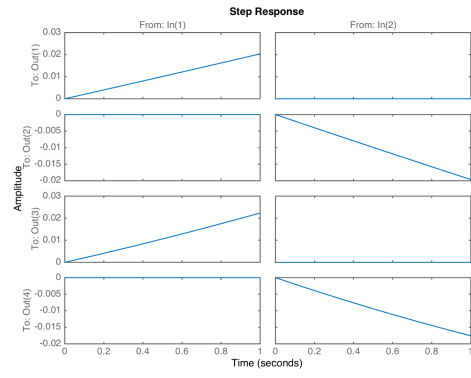 Step Response
From: In(1) From: In(2)
Amplitude
To: Out(1)
0.03
0.02
0.01
0
To: Out(2)
0
-0.005
-0.01
-0.015
-0.02
To: Out(3)
0.03
0.02
0.01
0
To: Out(4)
0
-0.005
-0.01
-0.015
-0.02
0 0.2 0.4 0.6 0.8 1 0 0.2 0.4 0.6 0.8 1
Time (seconds)